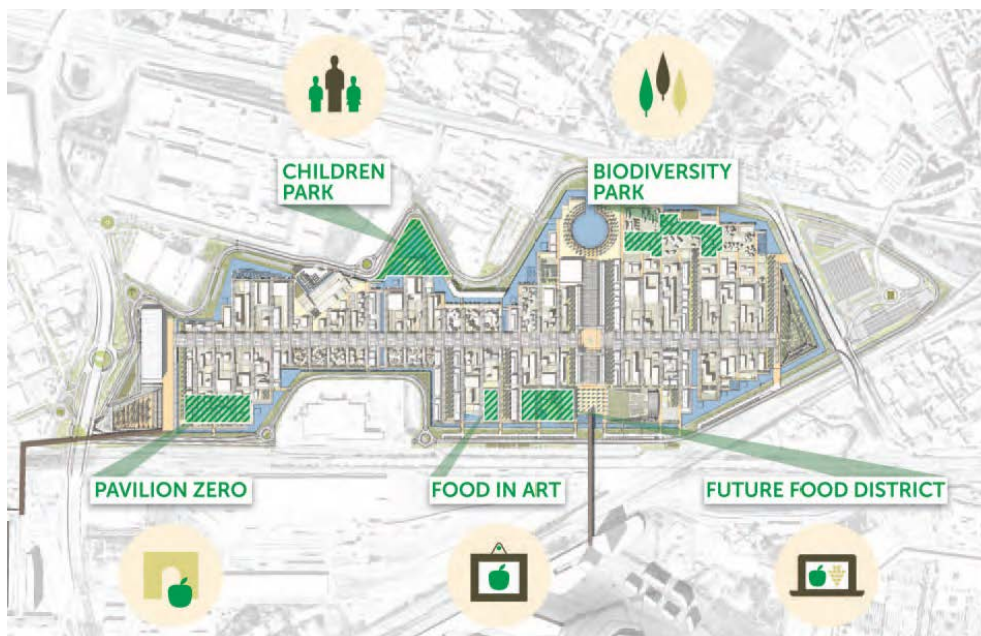 CHILDREN
PARK
BIODIVERSITY
PARK
PAVILION ZERO
FOOD IN ART
FUTURE FOOD DISTRICT